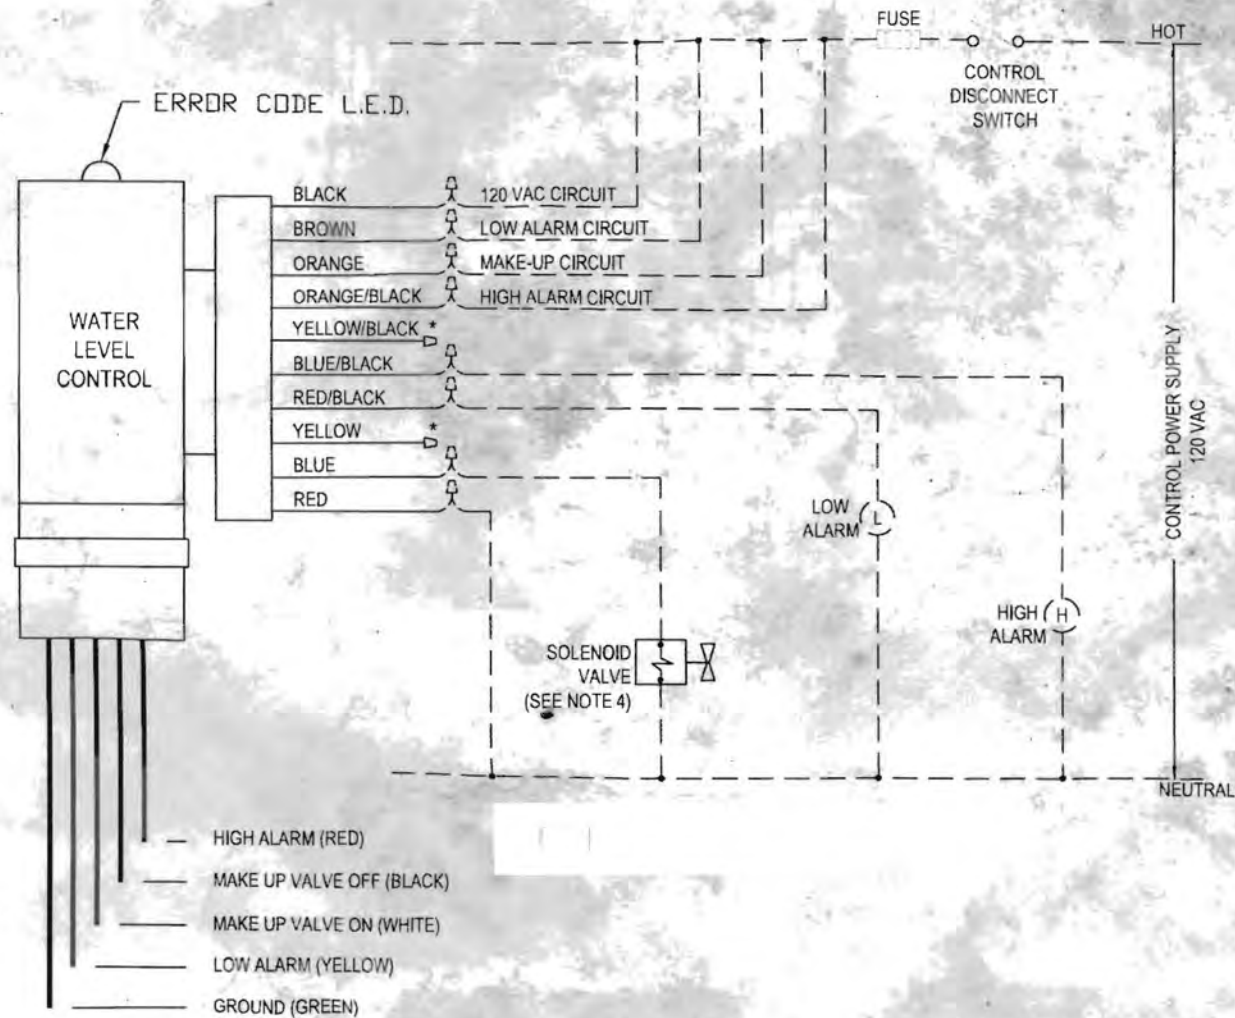 FUSE
HOT
CONTROL
DISCONNECT
SWITCH
ERROR CODE L.E.D.
BLACK
120 VAC CIRCUIT
BROWN
LOW ALARM CIRCUIT
ORANGE
MAKE-UP CIRCUIT
ORANGE/BLACK
HIGH ALARM CIRCUIT
YELLOW/BLACK *
BLUE/BLACK
RED/BLACK
YELLOW *
BLUE
RED
WATER
LEVEL
CONTROL
CONTROL POWER SUPPLY
120 VAC
LOW
ALARM
L
HIGH
ALARM
H
SOLENOID
VALVE
(SEE NOTE 4)
NEUTRAL
HIGH ALARM (RED)
MAKE UP VALVE OFF (BLACK)
MAKE UP VALVE ON (WHITE)
LOW ALARM (YELLOW)
GROUND (GREEN)